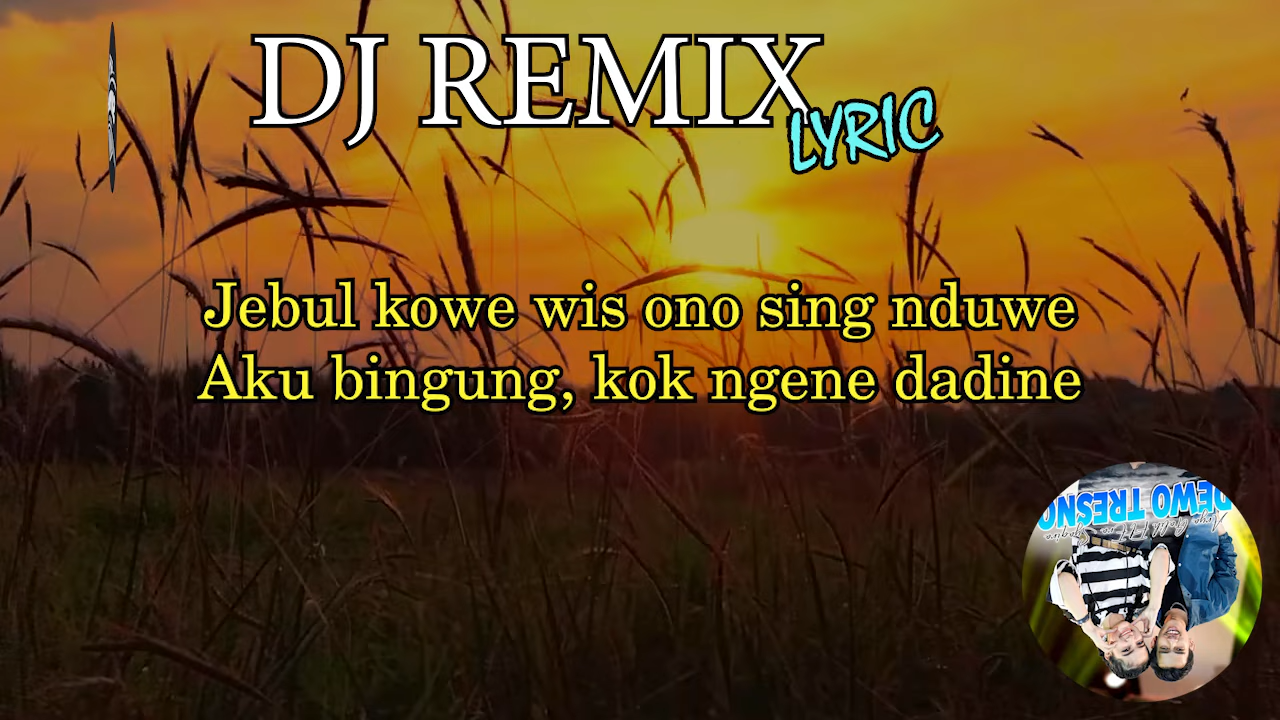 DJ REMIX
LYRIC
Jebul kowe wis ono sing nduwe
Aku bingung, kok ngene dadine
DEWO TRESNO